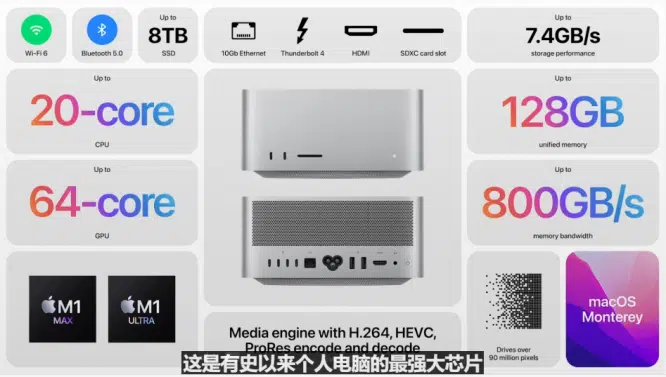 Wi-Fi 6
Bluetooth 5.0
Up to
8TB
SSD
10Gb Ethernet
Thunderbolt 4
HDMI
SDXC card slot
Up to
7.4GB/s
storage performance
Up to
20-core
CPU
Up to
128GB
unified memory
Up to
64-core
GPU
Up to
800GB/s
memory bandwidth
M1
MAX
M1
ULTRA
Media engine with H.264, HEVC,
ProRes encode and decode
Drives over
90 million pixels
macOS
Monterey
这是有史以来个人电脑的最强大芯片